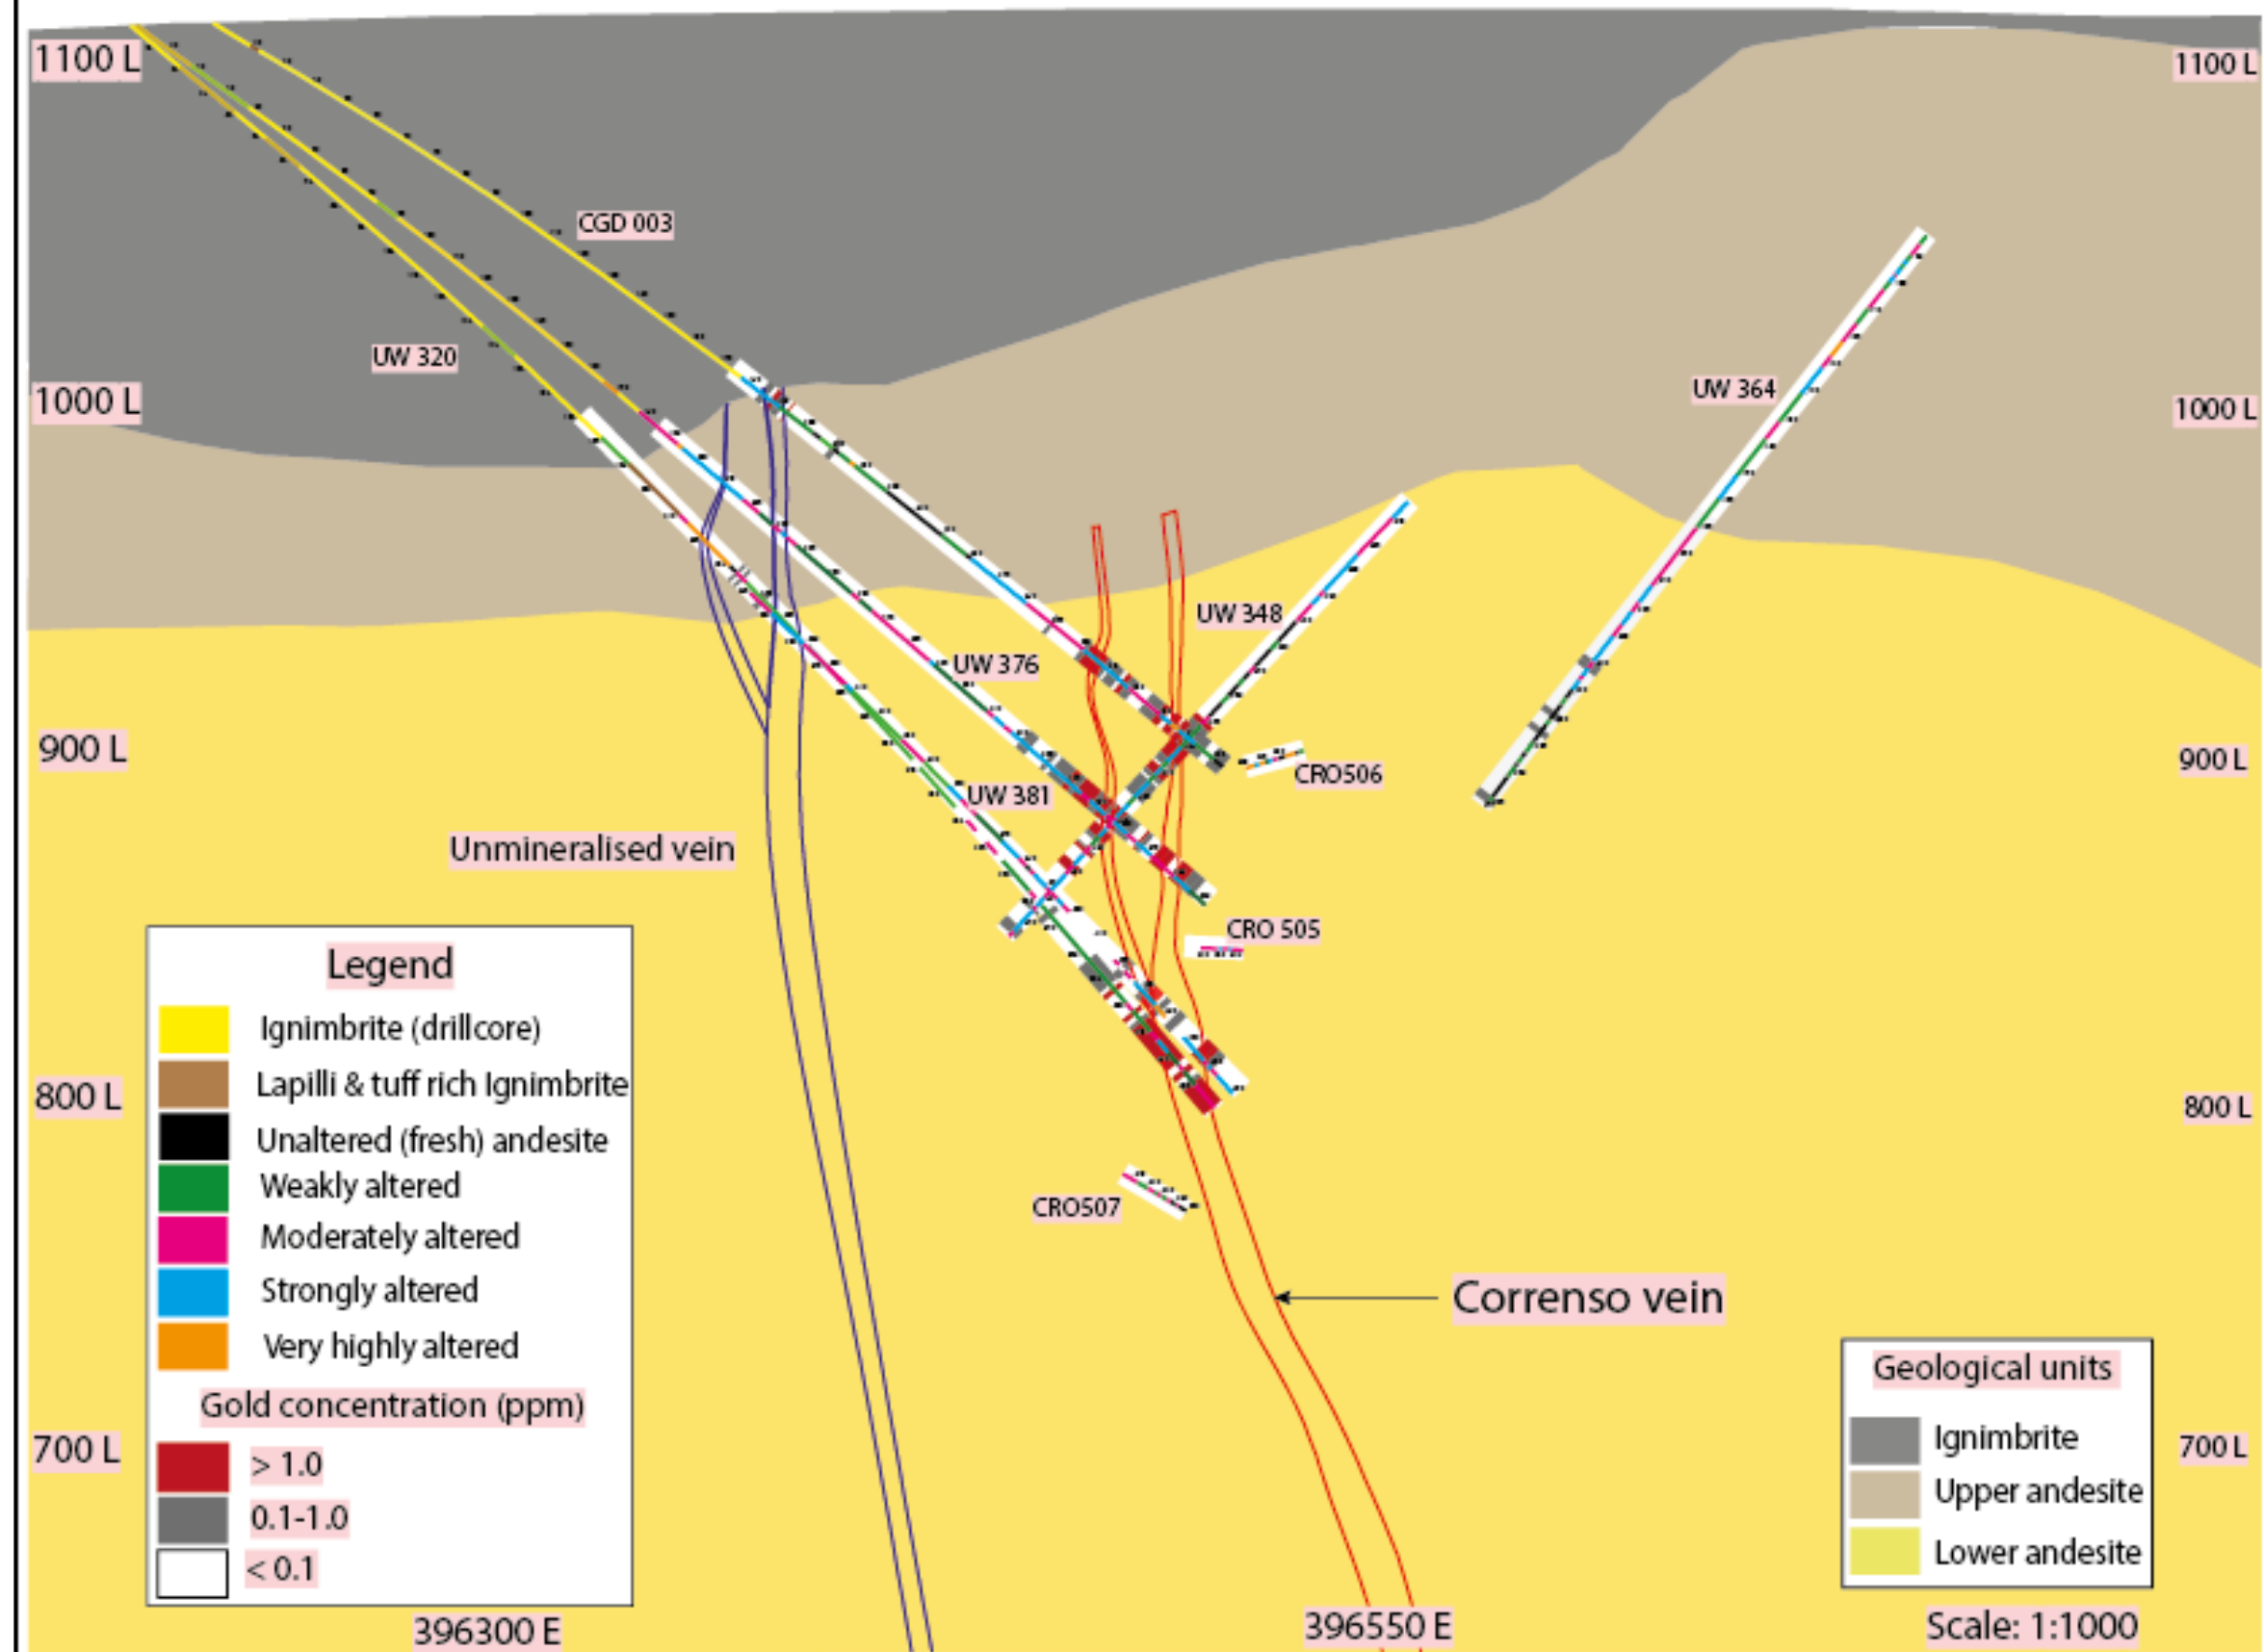 1100 L
1100 L
CGD 003
UW 320
UW 364
1000 L
1000 L
UW 348
UW 376
900 L
900 L
CRO506
UW 381
Unmineralised vein
CRO 505
800 L
800 L
CRO507
Correnso vein
700 L
700 L
Legend
Ignimbrite (drillcore)
Lapilli & tuff rich Ignimbrite
Unaltered (fresh) andesite
Weakly altered
Moderately altered
Strongly altered
Very highly altered
Gold concentration (ppm)
> 1.0
0.1-1.0
< 0.1
Geological units
Ignimbrite
Upper andesite
Lower andesite
396300 E
396550 E
Scale: 1:1000